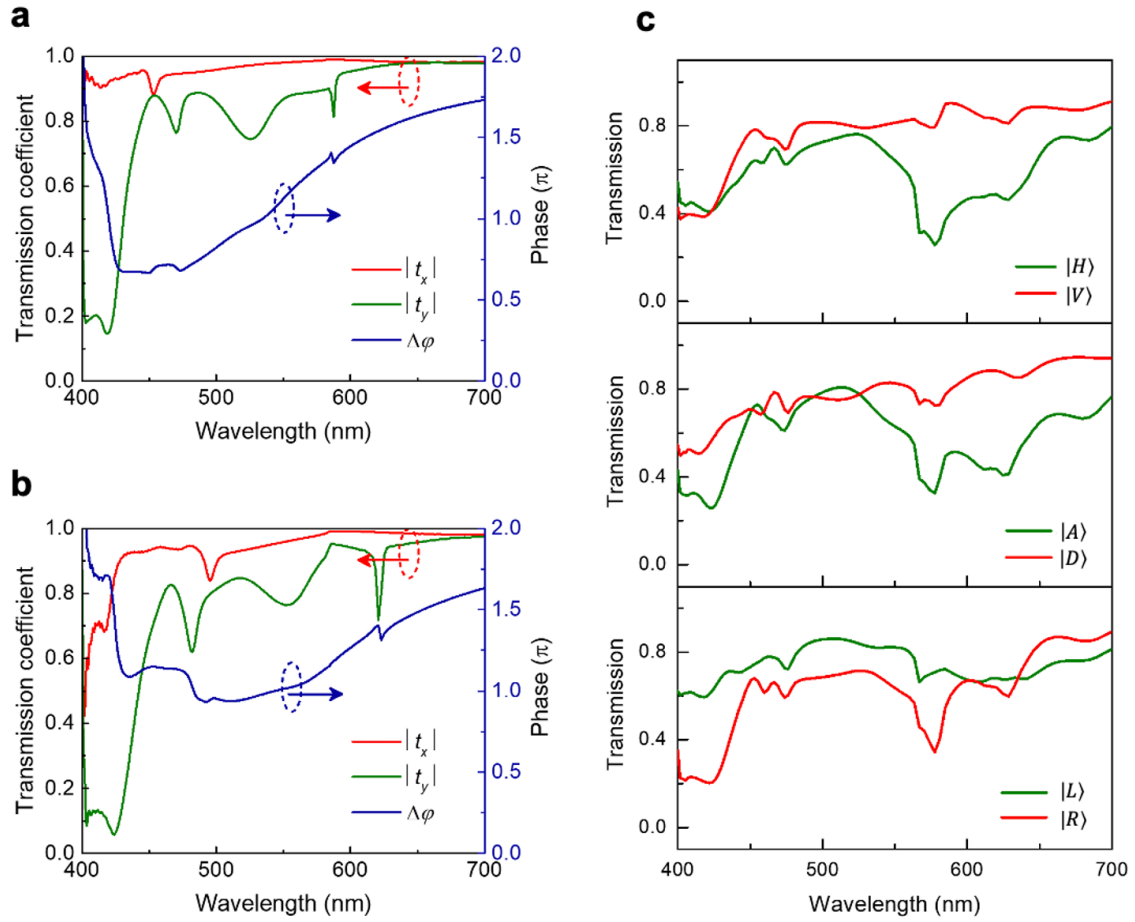 a
1.0
0.8
0.6
0.4
0.2
0.0
Transmission coefficient
2.0
1.5
1.0
0.5
0.0
Phase (π)
|t_x|
|t_y|
Λφ
400 500 600 700
Wavelength (nm)
b
1.0
0.8
0.6
0.4
0.2
0.0
Transmission coefficient
2.0
1.5
1.0
0.5
0.0
Phase (π)
|t_x|
|t_y|
Λφ
400 500 600 700
Wavelength (nm)
c
0.8
0.4
0.0
Transmission
|H⟩
|V⟩
0.8
0.4
0.0
Transmission
|A⟩
|D⟩
0.8
0.4
0.0
Transmission
|L⟩
|R⟩
400 500 600 700
Wavelength (nm)